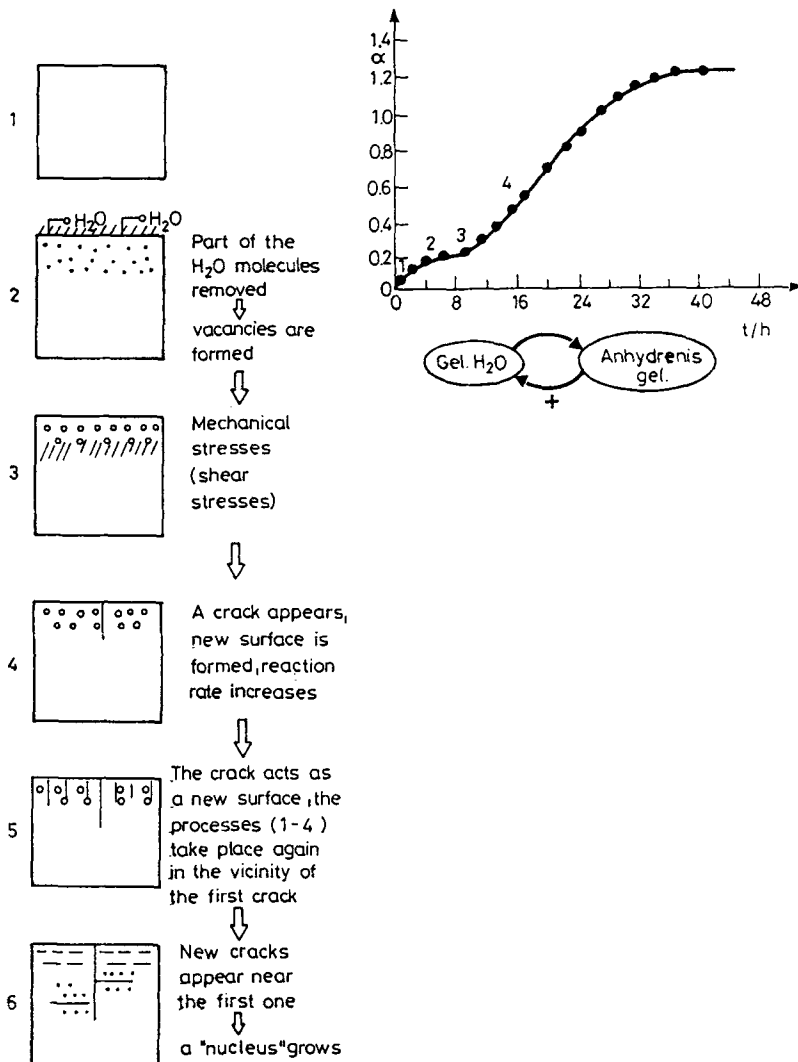 1
2
H₂O H₂O
Part of the
H₂O molecules
removed
vacancies are
formed
3
Mechanical
stresses
(shear
stresses)
4
A crack appears,
new surface is
formed, reaction
rate increases
5
The crack acts as
a new surface, the
processes (1-4)
take place again
in the vicinity of
the first crack
6
New cracks
appear near
the first one
a "nucleus" grows
1.4
α
1.2
1.0
0.8
0.6
0.4
0.2
0
1
2
3
4
0 8 16 24 32 40 48
t/h
Gel. H₂O
Anhydrenis
gel.
+